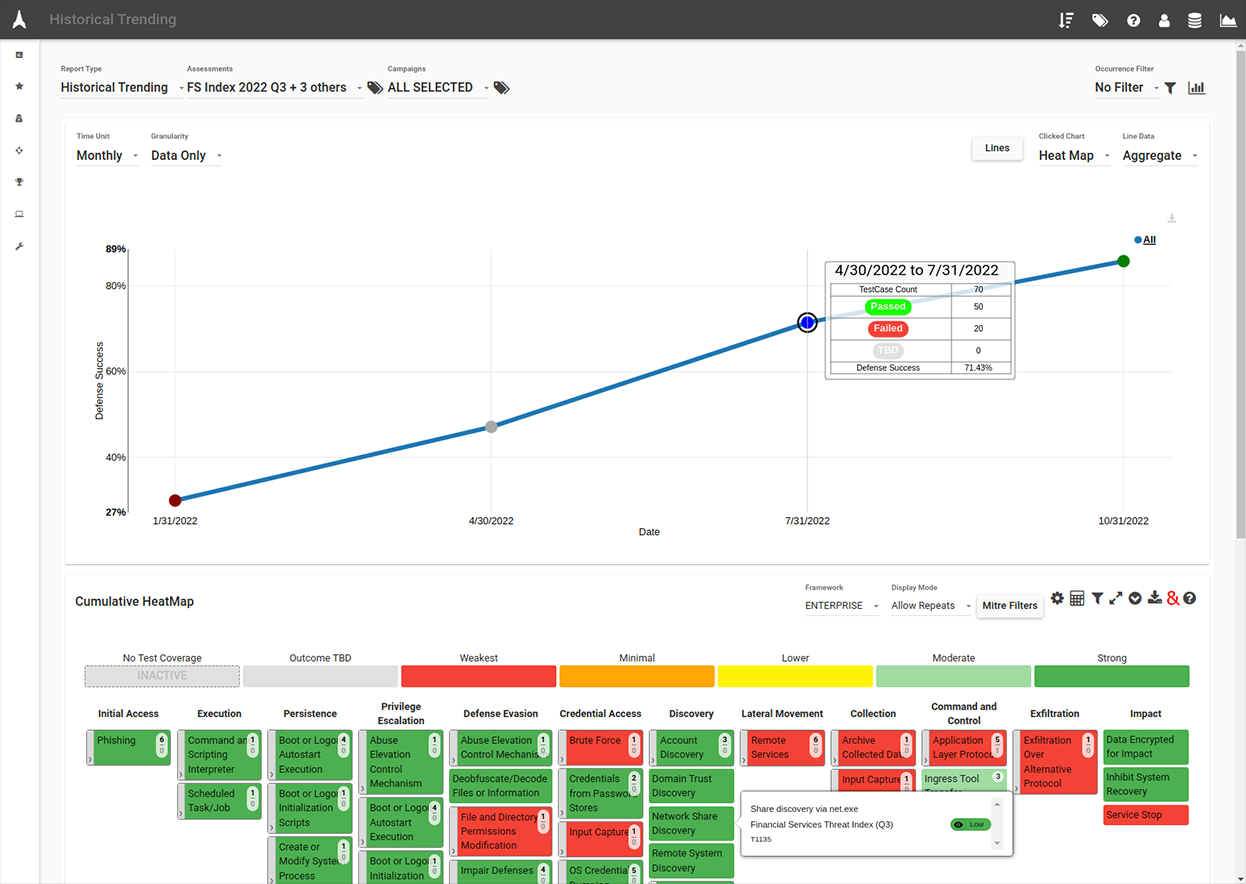 Historical Trending
Report Type
Assessments
Campaigns
Occurrence Filter
Historical Trending
FS Index 2022 Q3 + 3 others
ALL SELECTED
No Filter
Time Unit
Granularity
Clicked Chart
Line Data
Monthly
Data Only
Lines
Heat Map
Aggregate
All
89%
80%
60%
40%
27%
Defense Success
4/30/2022 to 7/31/2022
TestCase Count 70
Passed 50
Failed 20
TBD 0
Defense Success 71.43%
1/31/2022
4/30/2022
7/31/2022
10/31/2022
Date
Cumulative HeatMap
Framework
Display Mode
ENTERPRISE
Allow Repeats
Mitre Filters
&
?
No Test Coverage
Outcome TBD
Weakest
Minimal
Lower
Moderate
Strong
INACTIVE
Initial Access
Phishing
6
0
Execution
Command an
Scripting
Interpreter
1
0
Scheduled
Task/Job
1
0
Persistence
Boot or Logo
Autostart
Execution
4
0
Boot or Logo
Initialization
Scripts
1
0
Create or
Modify Syste
Process
1
0
Privilege
Escalation
Abuse
Elevation
Control
Mechanism
1
0
Boot or Logo
Autostart
Execution
4
0
Boot or Logo
Initialization
1
0
Defense Evasion
Abuse Elevation
Control Mechanis
1
0
Deobfuscate/Decode
Files or Information
File and Directory
Permissions
Modification
1
0
Impair Defenses
4
0
Credential Access
Brute Force
1
0
Credentials
from Passwo
Stores
2
0
Input Capture
1
0
OS Credentia
5
0
Discovery
Account
Discovery
3
0
Domain Trust
Discovery
Network Share
Discovery
Remote System
Discovery
Lateral Movement
Remote
Services
6
0
Collection
Archive
Collected Da
1
0
Input Capture
1
Command and
Control
Application
Layer Protoc
5
1
Ingress Tool
3
Exfiltration
Exfiltration
Over
Alternative
Protocol
1
0
Impact
Data Encrypted
for Impact
Inhibit System
Recovery
Service Stop
Share discovery via net.exe
Financial Services Threat Index (Q3)
Low
T1135